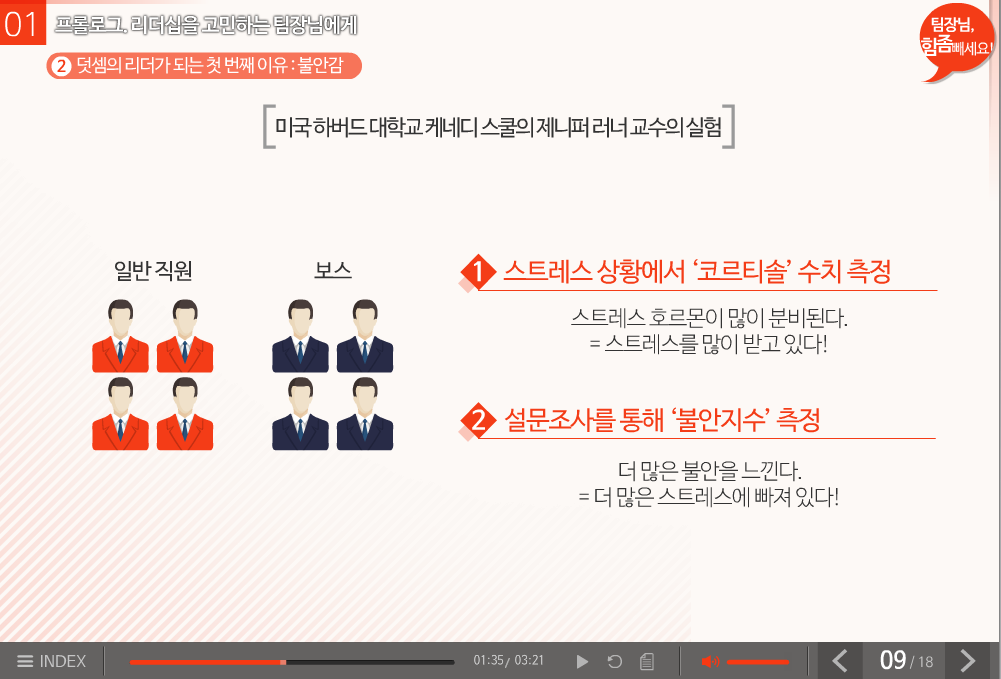 01 프롤로그. 리더십을 고민하는 팀장님에게
팀장님,
힘좀빼세요!
2 덧셈의 리더가 되는 첫 번째 이유 : 불안감
미국 하버드 대학교 케네디 스쿨의 제니퍼 러너 교수의 실험
일반 직원
보스
1 스트레스 상황에서 ‘코르티솔’ 수치 측정
스트레스 호르몬이 많이 분비된다.
= 스트레스를 많이 받고 있다!
2 설문조사를 통해 ‘불안지수’ 측정
더 많은 불안을 느낀다.
= 더 많은 스트레스에 빠져 있다!
INDEX 01:35 / 03:21 09 / 18